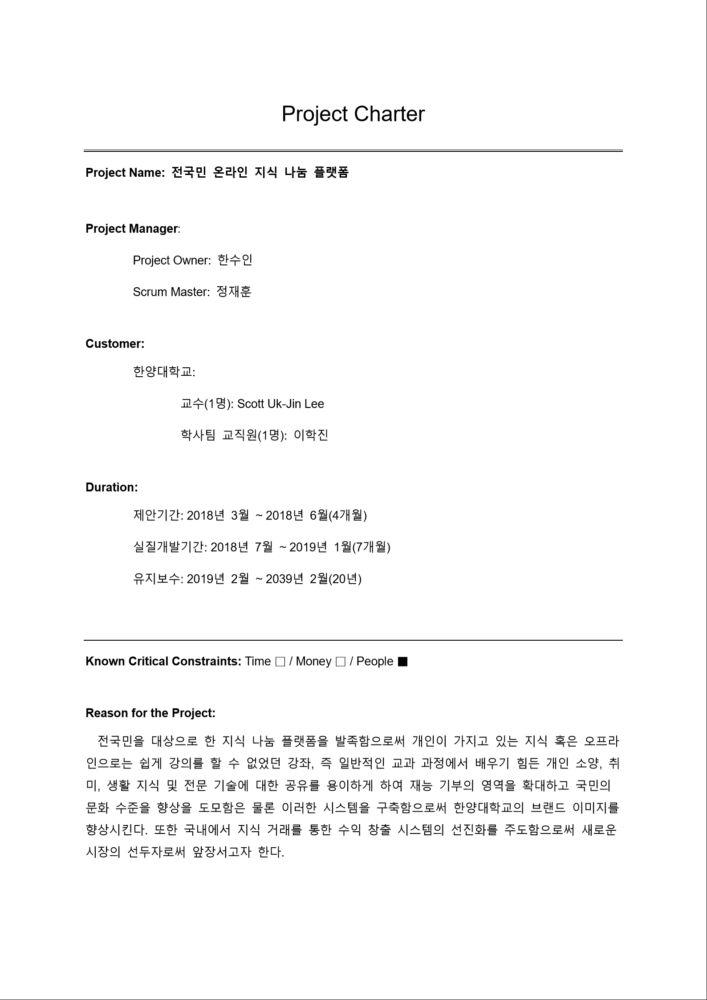 Project Charter
Project Name: 전국민 온라인 지식 나눔 플랫폼
Project Manager:
Project Owner: 한수인
Scrum Master: 정재훈
Customer:
한양대학교:
교수(1명): Scott Uk-Jin Lee
학사팀 교직원(1명): 이학진
Duration:
제안기간: 2018년 3월 ~ 2018년 6월(4개월)
실질개발기간: 2018년 7월 ~ 2019년 1월(7개월)
유지보수: 2019년 2월 ~ 2039년 2월(20년)
Known Critical Constraints: Time □ / Money □ / People ■
Reason for the Project:
전국민을 대상으로 한 지식 나눔 플랫폼을 발족함으로써 개인이 가지고 있는 지식 혹은 오프라
인으로는 쉽게 강의를 할 수 없었던 강좌, 즉 일반적인 교과 과정에서 배우기 힘든 개인 소양, 취
미, 생활 지식 및 전문 기술에 대한 공유를 용이하게 하여 재능 기부의 영역을 확대하고 국민의
문화 수준을 향상을 도모함은 물론 이러한 시스템을 구축함으로써 한양대학교의 브랜드 이미지를
향상시킨다. 또한 국내에서 지식 거래를 통한 수익 창출 시스템의 선진화를 주도함으로써 새로운
시장의 선두자로써 앞장서고자 한다.